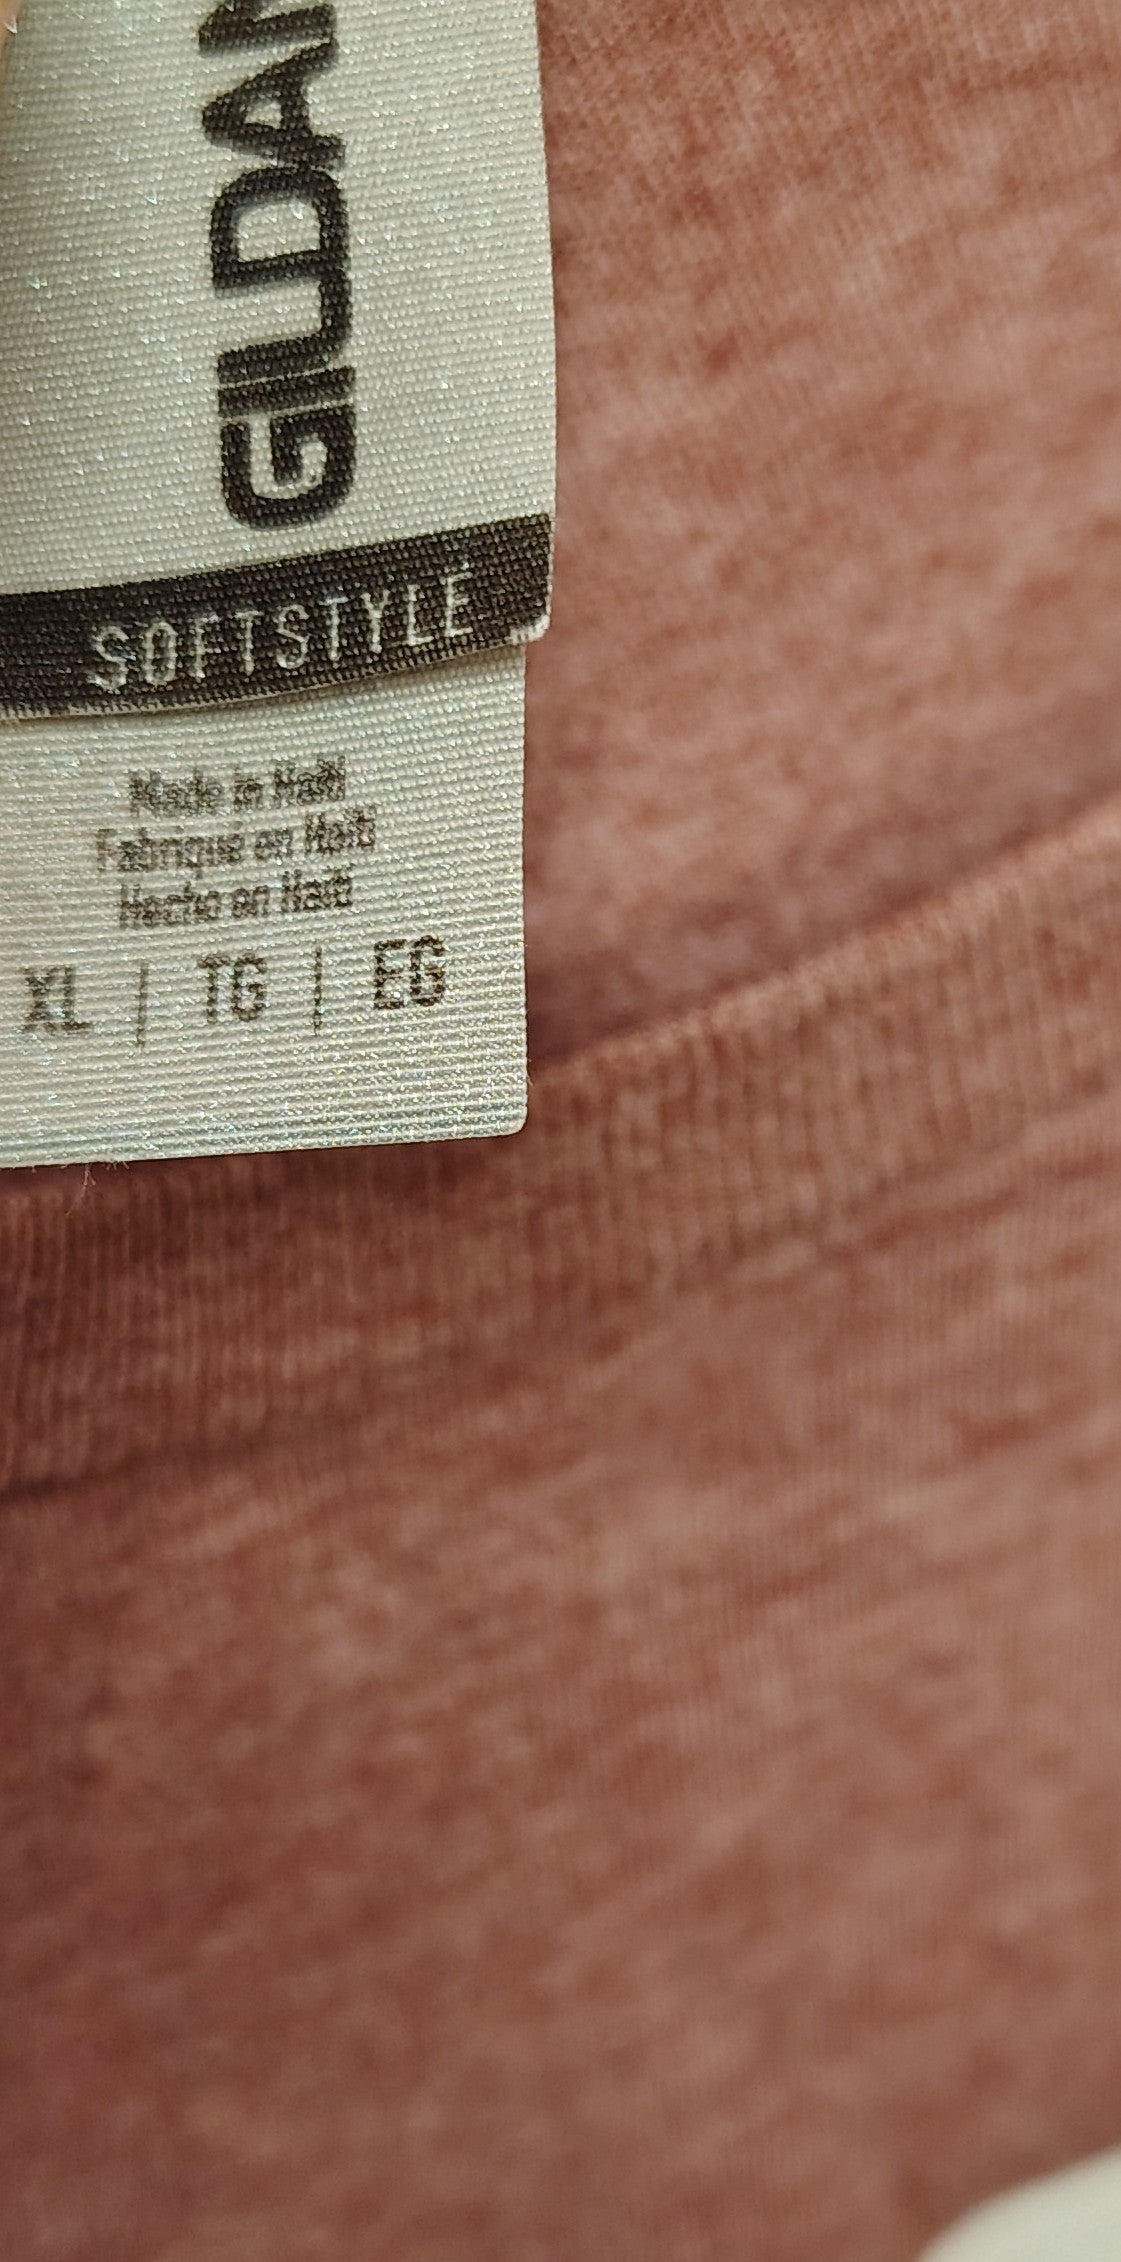 GILDAN
SOFTSTYLE
Made in Haiti
Fabriqué en Haïti
Hecho en Haití
XL | TG | EG